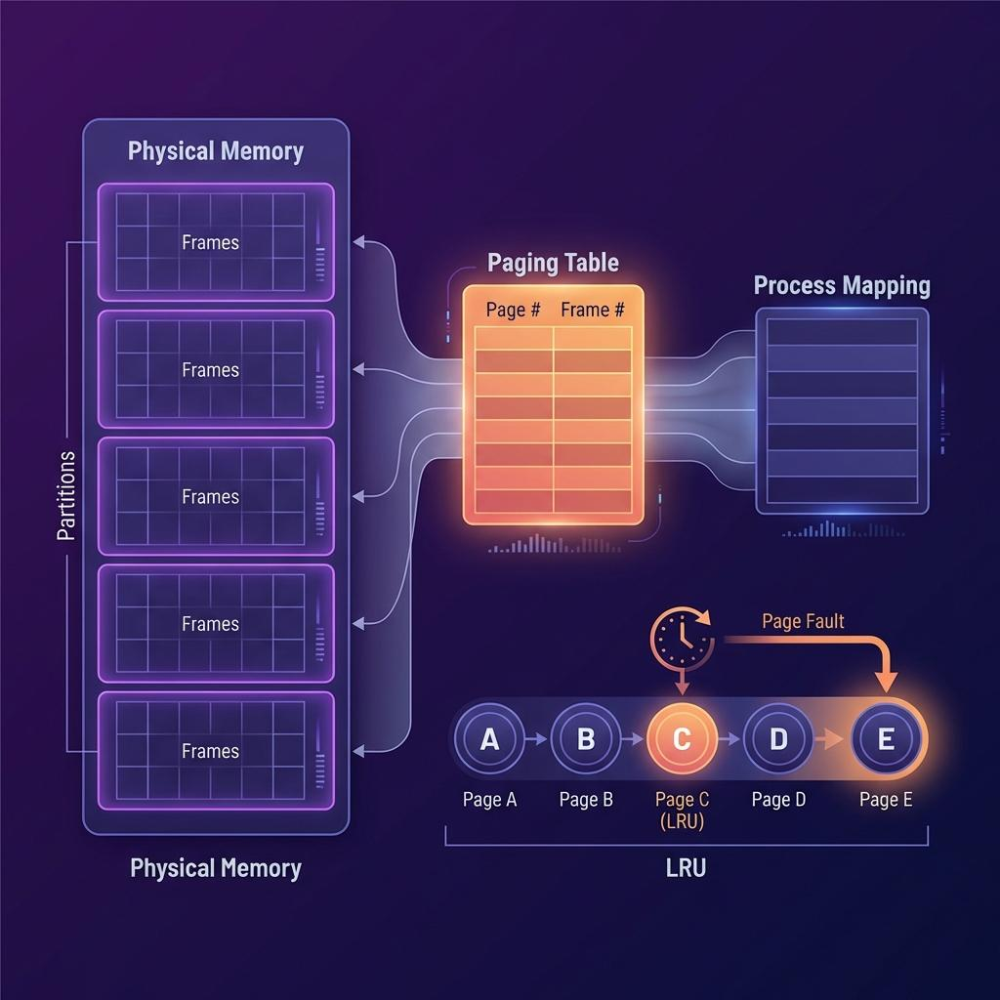 Physical Memory
Frames
Frames
Frames
Frames
Frames
Partitions
Physical Memory
Paging Table
Page # Frame #
Process Mapping
Page Fault
A B C D E
Page A Page B Page C Page D Page E
(LRU)
LRU